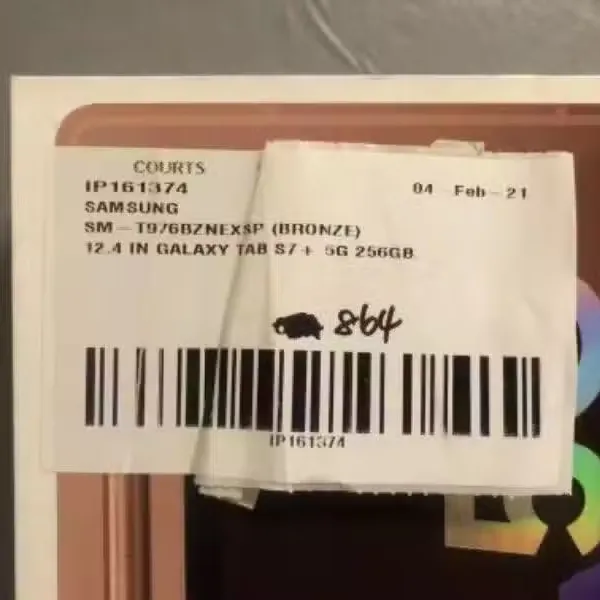 COURTS
IP161374
04-Feb-21
SAMSUNG
SM-T976BZNEXSP (BRONZE)
12.4 IN GALAXY TAB S7+ 5G 256GB
864
IP161374